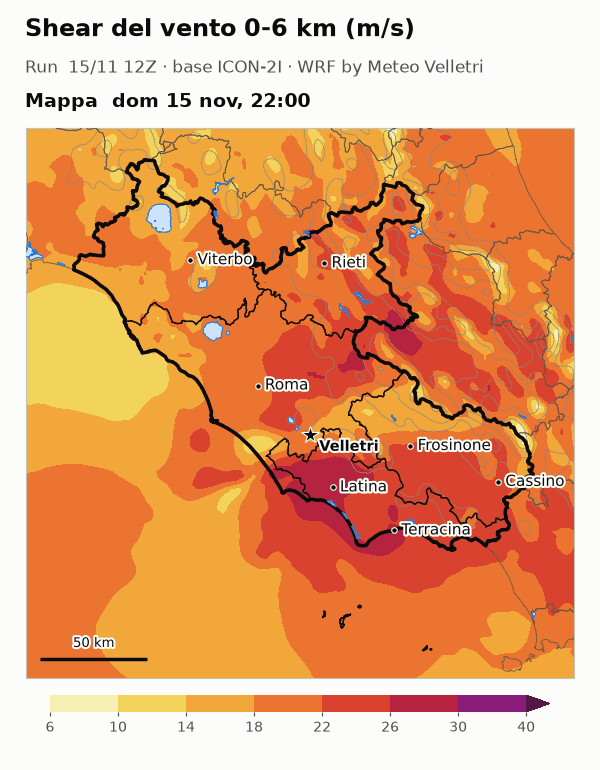 Shear del vento 0-6 km (m/s)
Run  15/11 12Z · base ICON-2I · WRF by Meteo Velletri
Mappa  dom 15 nov, 22:00
Viterbo
Rieti
Roma
Velletri
Frosinone
Cassino
Latina
Terracina
50 km
6 10 14 18 22 26 30 40